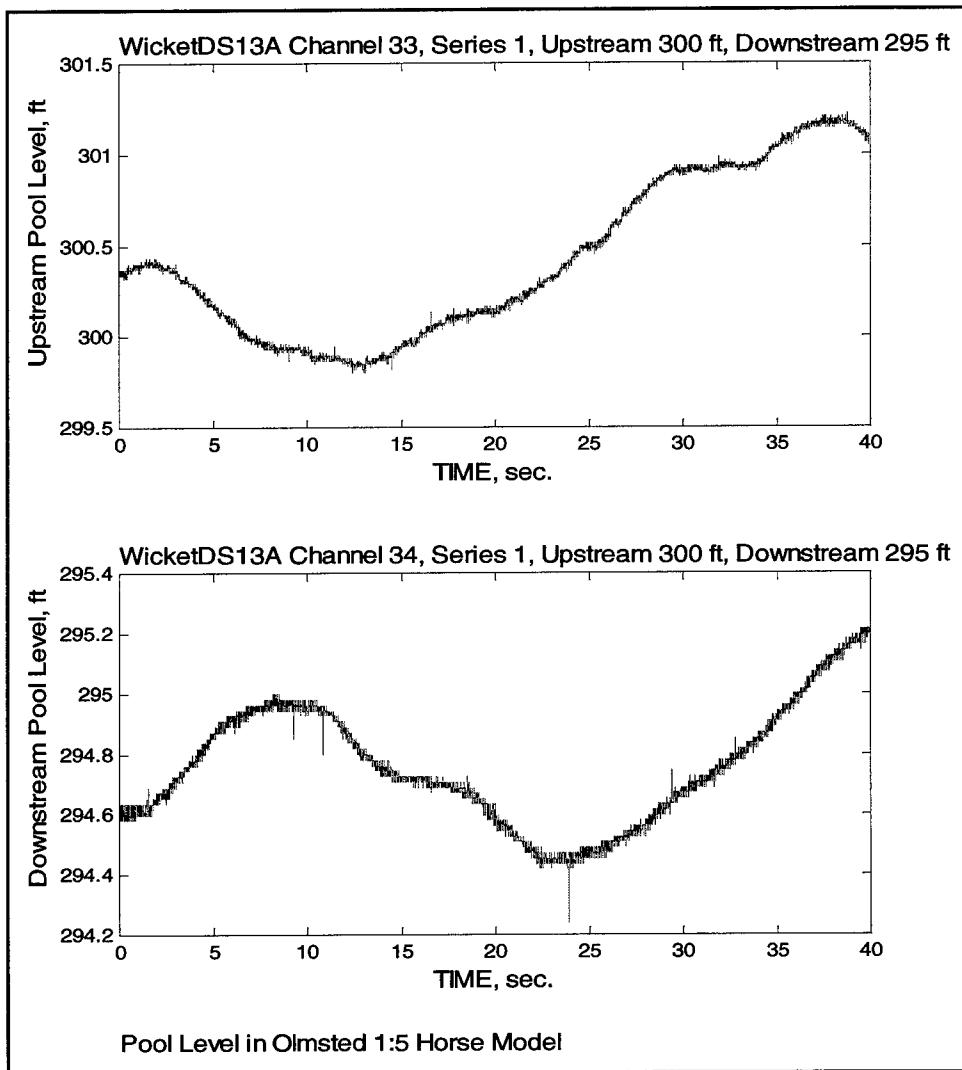 WicketDS13A Channel 33, Series 1, Upstream 300 ft, Downstream 295 ft
301.5
301
300.5
300
299.5
Upstream Pool Level, ft
0 5 10 15 20 25 30 35 40
TIME, sec.
WicketDS13A Channel 34, Series 1, Upstream 300 ft, Downstream 295 ft
295.4
295.2
295
294.8
294.6
294.4
294.2
Downstream Pool Level, ft
0 5 10 15 20 25 30 35 40
TIME, sec.
Pool Level in Olmsted 1:5 Horse Model